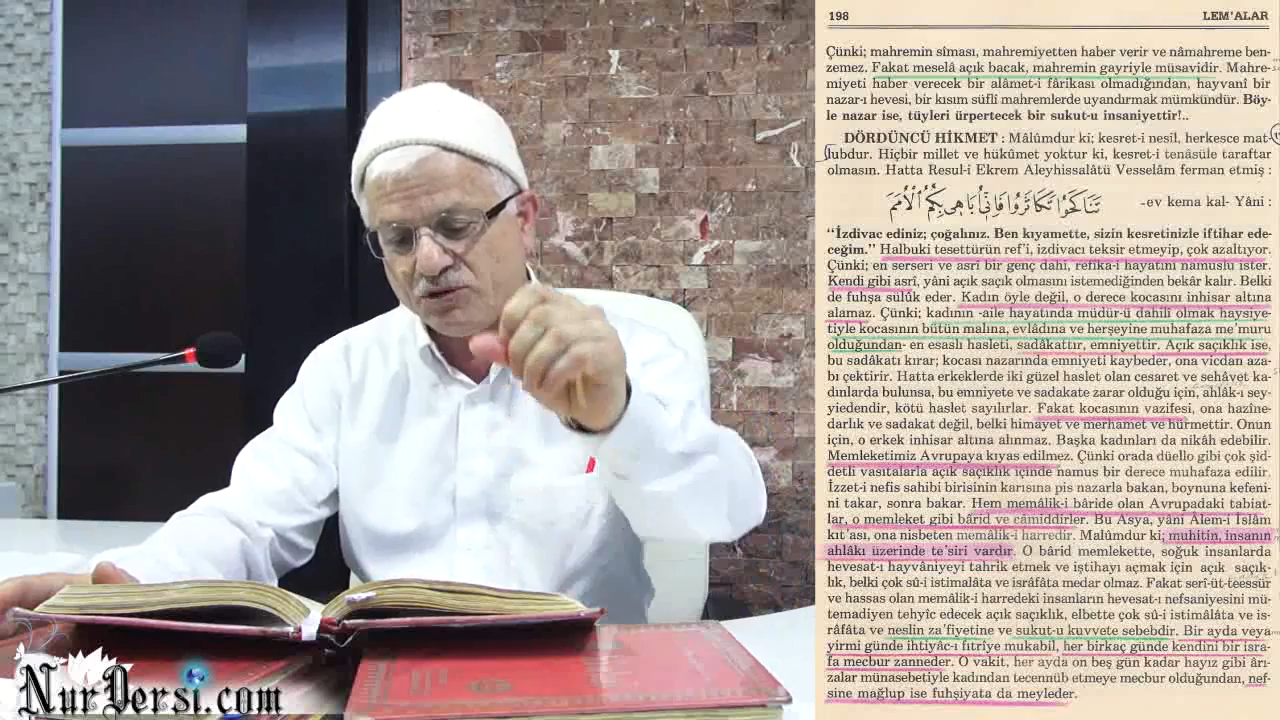 198 LEM'ALAR
Çünki; mahremin sîması, mahremiyetten haber verir ve nâmahreme ben-
zemez. Fakat meselâ açık bacak, mahremin gayriyle müsavidir. Mahre-
miyeti haber verecek bir alâmet-i fârikası olmadığından, hayvanî bir
nazar-ı hevesi, bir kısım süflî mahremlerde uyandırmak mümkündür. Böy-
le nazar ise, tüyleri ürpertecek bir sukut-u insaniyettir!..
DÖRDÜNCÜ HİKMET : Mâlûmdur ki; kesret-i nesil, herkesce mat-
lubdur. Hiçbir millet ve hükûmet yoktur ki, kesret-i tenâsüle taraftar
olmasın. Hatta Resul-i Ekrem Aleyhissalâtü Vesselâm ferman etmiş :
تَنَاكَحُوا تَكَاثَرُوا فَاِنِّى اُبَاهِى بِكُمُ الْاُمَمَ -ev kema kal- Yâni :
"İzdivac ediniz; çoğalınız. Ben kıyamette, sizin kesretinizle iftihar ede-
ceğim." Halbuki tesettürün ref'i, izdivacı teksir etmeyip, çok azaltıyor.
Çünki; en serseri ve asrî bir genç dahi, refika-i hayatını namuslu ister.
Kendi gibi asrî, yâni açık saçık olmasını istemediğinden bekâr kalır. Belki
de fuhşa sülûk eder. Kadın öyle değil, o derece kocasını inhisar altına
alamaz. Çünki; kadının -aile hayatında müdür-ü dahilî olmak haysiye-
tiyle kocasının bütün malına, evlâdına ve herşeyine muhafaza me'muru
olduğundan- en esaslı hasleti, sadâkattır, emniyettir. Açık saçıklık ise,
bu sadâkatı kırar; kocası nazarında emniyeti kaybeder, ona vicdan aza-
bı çektirir. Hatta erkeklerde iki güzel haslet olan cesaret ve sehâvet ka-
dınlarda bulunsa, bu emniyete ve sadakate zarar olduğu için, ahlâk-ı sey-
yiedendir, kötü haslet sayılırlar. Fakat kocasının vazifesi, ona hazîne-
darlık ve sadakat değil, belki himayet ve merhamet ve hürmettir. Onun
için, o erkek inhisar altına alınmaz. Başka kadınları da nikâh edebilir.
Memleketimiz Avrupaya kıyas edilmez. Çünki orada düello gibi çok şid-
detli vasıtalarla açık saçıklık içinde namus bir derece muhafaza edilir.
İzzet-i nefis sahibi birisinin karısına pis nazarla bakan, boynuna kefeni-
ni takar, sonra bakar. Hem memâlik-i bâride olan Avrupadaki tabiat-
lar, o memleket gibi bârid ve câmiddirler. Bu Asya, yâni Âlem-i İslâm
kıt'ası, ona nisbeten memâlik-i harredir. Malûmdur ki; muhitin, insanın
ahlâkı üzerinde te'siri vardır. O bârid memlekette, soğuk insanlarda
hevesat-ı hayvâniyeyi tahrik etmek ve iştihayı açmak için açık saçık-
lık, belki çok sû-i istimalâta ve isrâfâta medar olmaz. Fakat serî-üt-teessür
ve hassas olan memâlik-i harredeki insanların hevesat-ı nefsaniyesini mü-
temadiyen tehyîc edecek açık saçıklık, elbette çok sû-i istimâlâta ve is-
râfâta ve neslin za'fiyetine ve sukut-u kuvvete sebebdir. Bir ayda veya
yirmi günde ihtiyâc-ı fıtrîye mukabil, her birkaç günde kendini bir isra-
fa mecbur zanneder. O vakit, her ayda on beş gün kadar hayız gibi ârı-
zalar münasebetiyle kadından tecennüb etmeye mecbur olduğundan, nef-
sine mağlup ise fuhşiyata da meyleder.
NurDersi.com